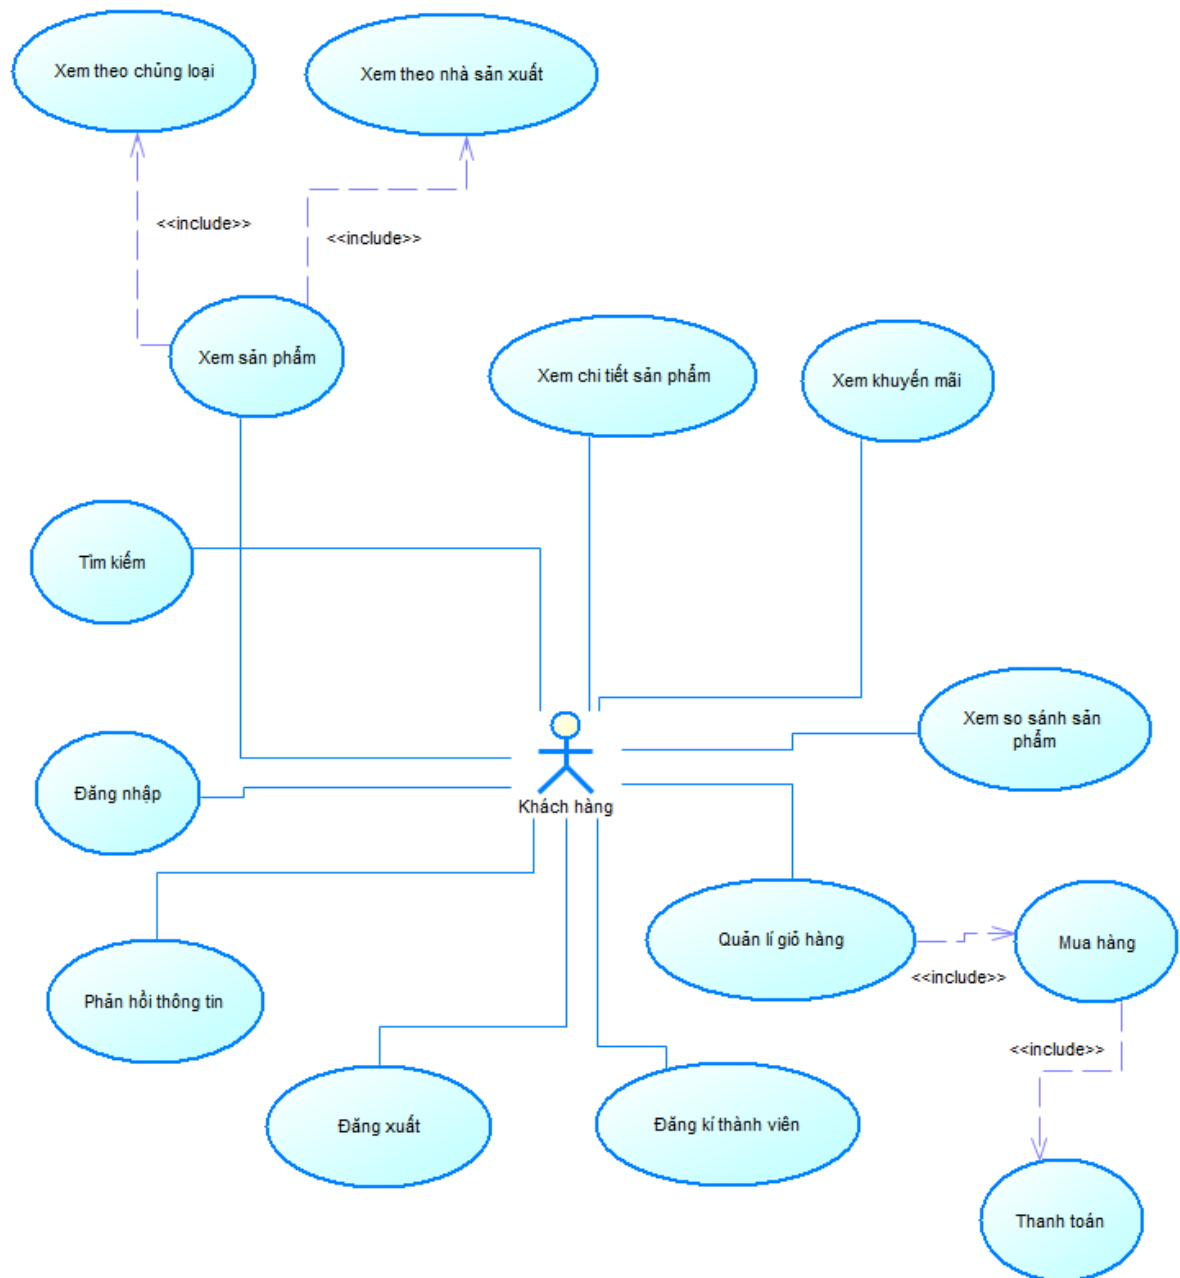 Xem theo chủng loại
Xem theo nhà sản xuất
<<include>>
<<include>>
Xem sản phẩm
Xem chi tiết sản phẩm
Xem khuyến mãi
Tìm kiếm
Xem so sánh sản
phẩm
Đăng nhập
Khách hàng
Quản lí giỏ hàng
Mua hàng
<<include>>
Phản hồi thông tin
<<include>>
Đăng xuất
Đăng kí thành viên
Thanh toán